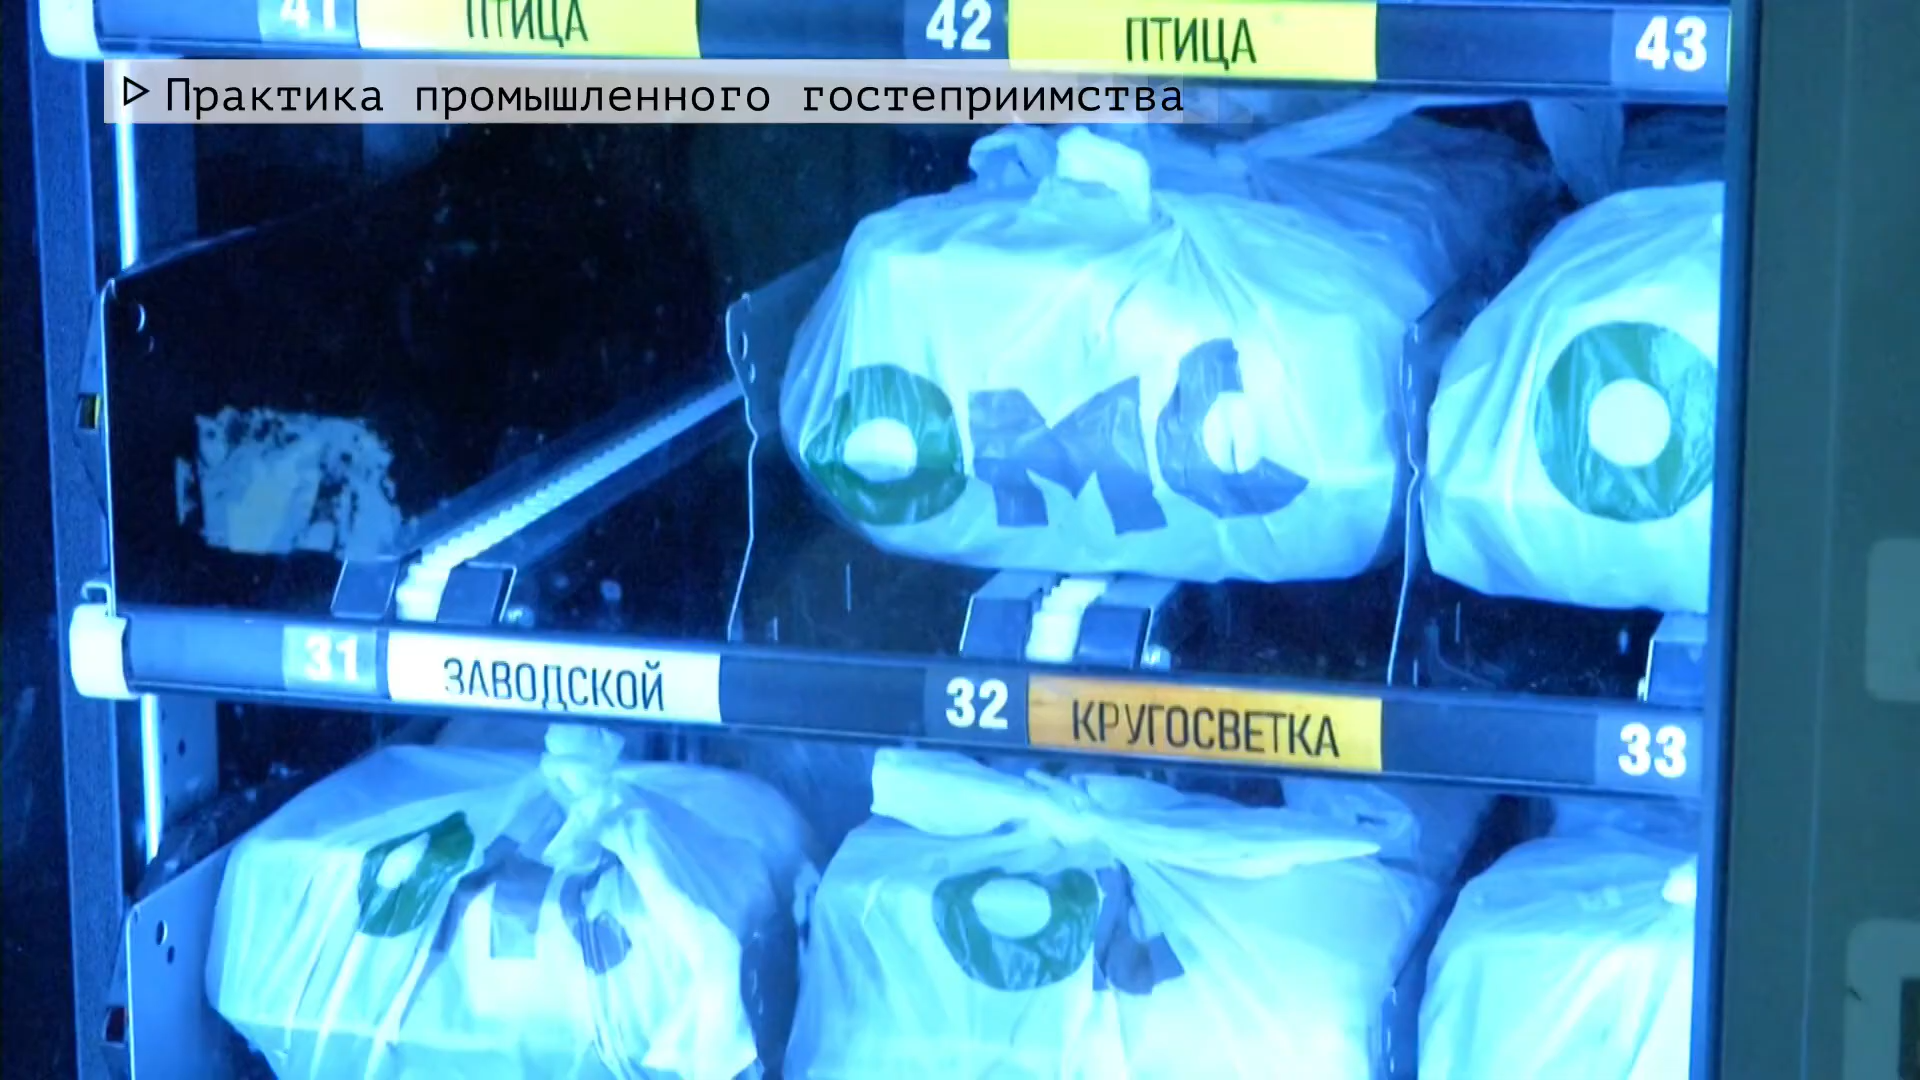 41 ПТИЦА 42 ПТИЦА 43
Практика промышленного гостеприимства
ОМС
31 ЗАВОДСКОЙ 32 КРУГОСВЕТКА 33